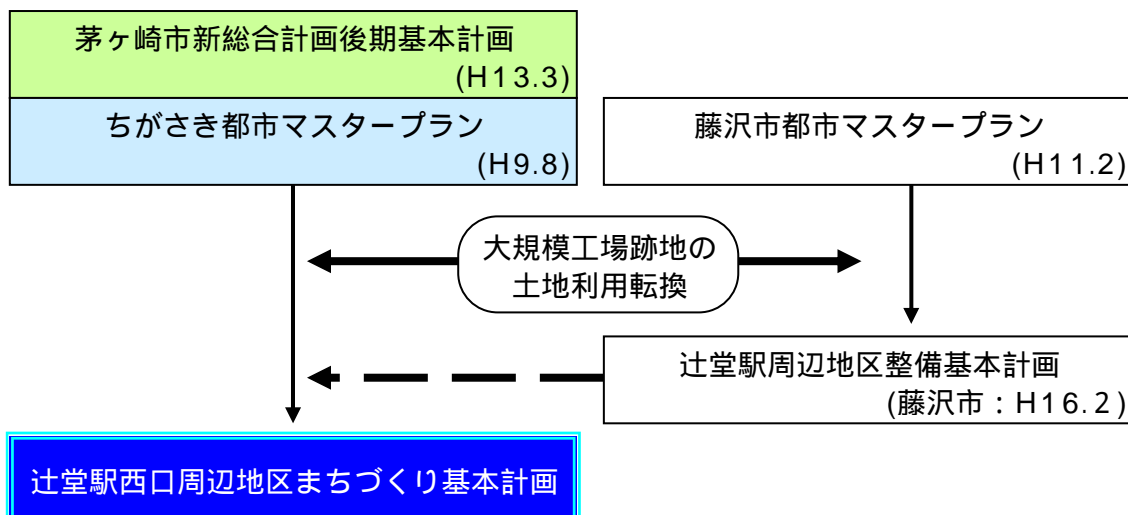 茅ヶ崎市新総合計画後期基本計画
(H13.3)
ちがさき都市マスタープラン
(H9.8)
藤沢市都市マスタープラン
(H11.2)
大規模工場跡地の
土地利用転換
辻堂駅周辺地区整備基本計画
(藤沢市：H16.2)
辻堂駅西口周辺地区まちづくり基本計画